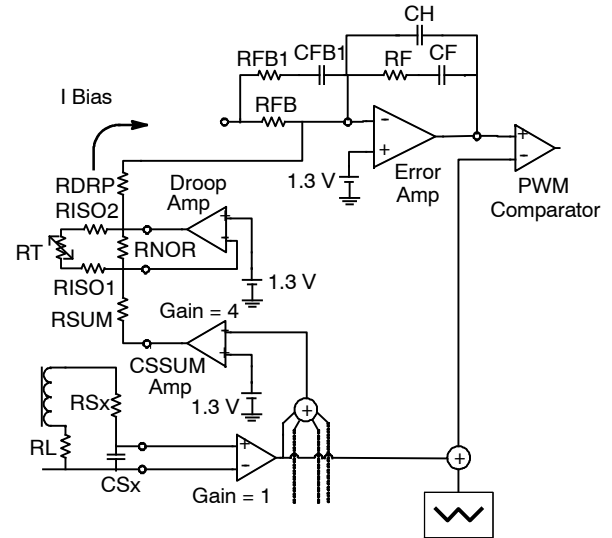 CH
RFB1
CFB1
RF
CF
I Bias
RFB
-
+
1.3 V
Error
Amp
+
-
PWM
Comparator
RDRP
Droop
Amp
RISO2
RT
RNOR
+
-
1.3 V
RISO1
RSUM
Gain = 4
-
+
CSSUM
Amp
1.3 V
RSx
RL
+
-
CSx
Gain = 1
+
+